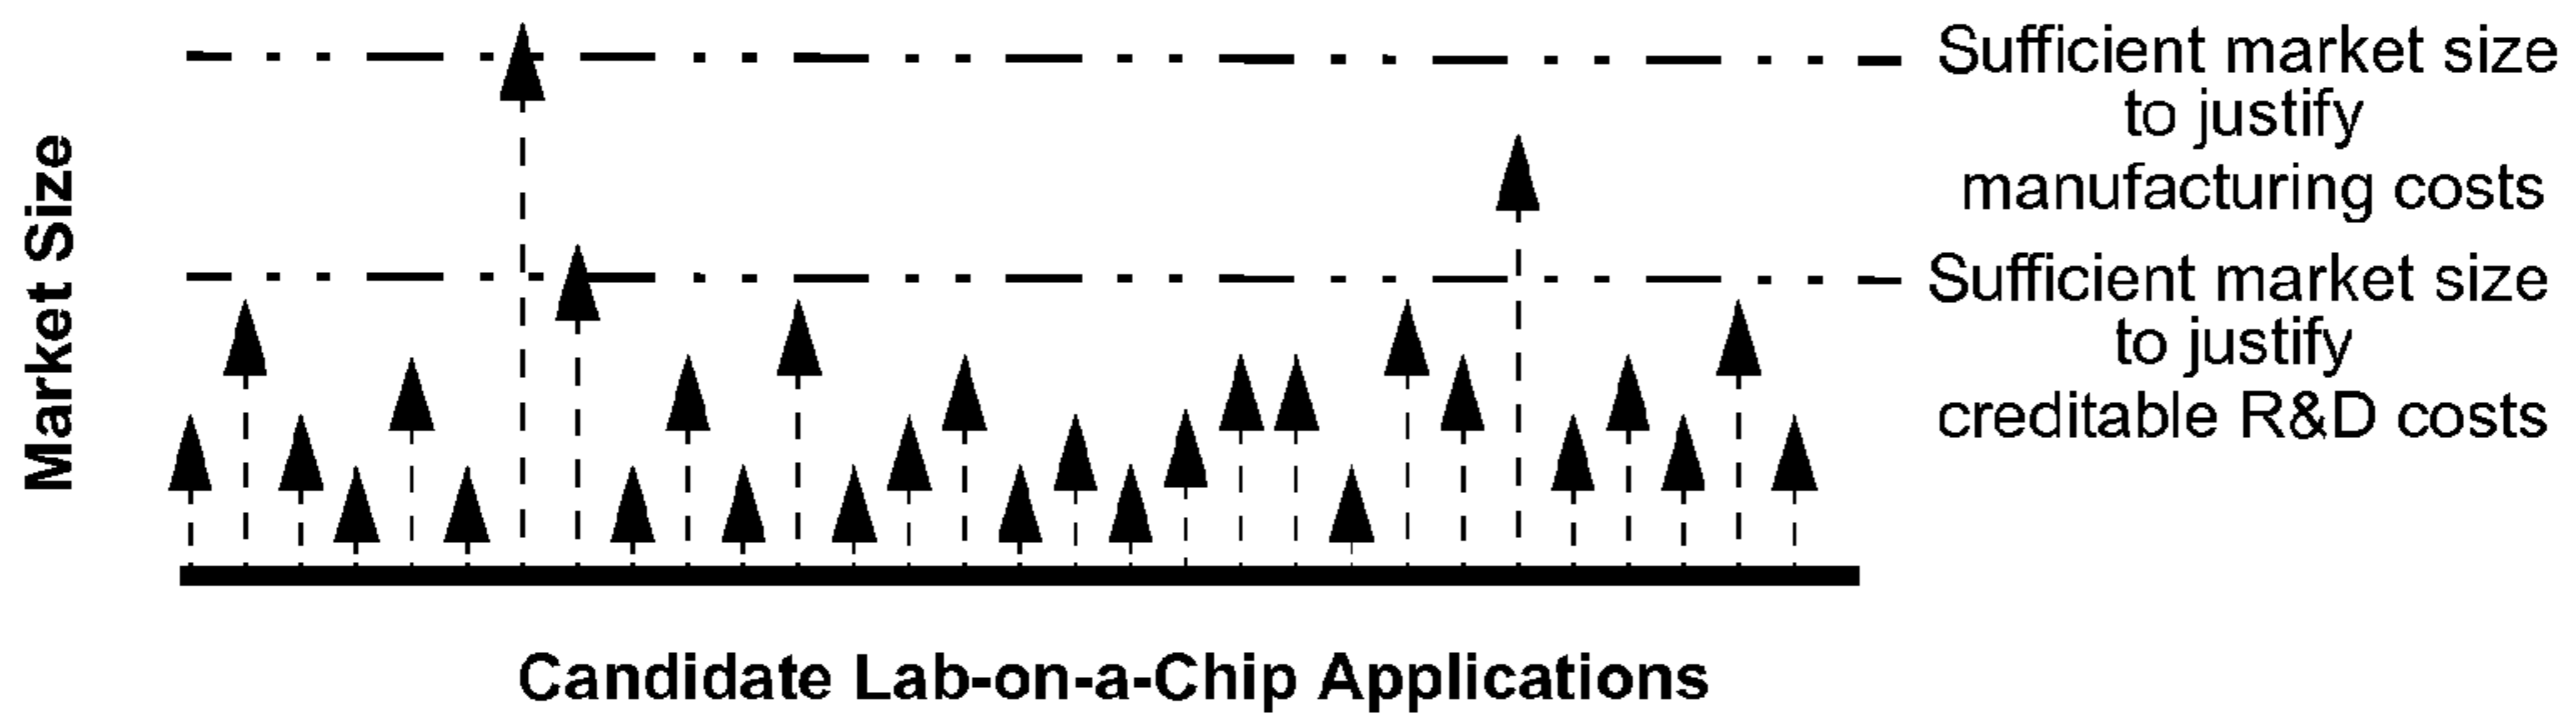 Market Size
Sufficient market size
to justify
manufacturing costs
Sufficient market size
to justify
creditable R&D costs
Candidate Lab-on-a-Chip Applications